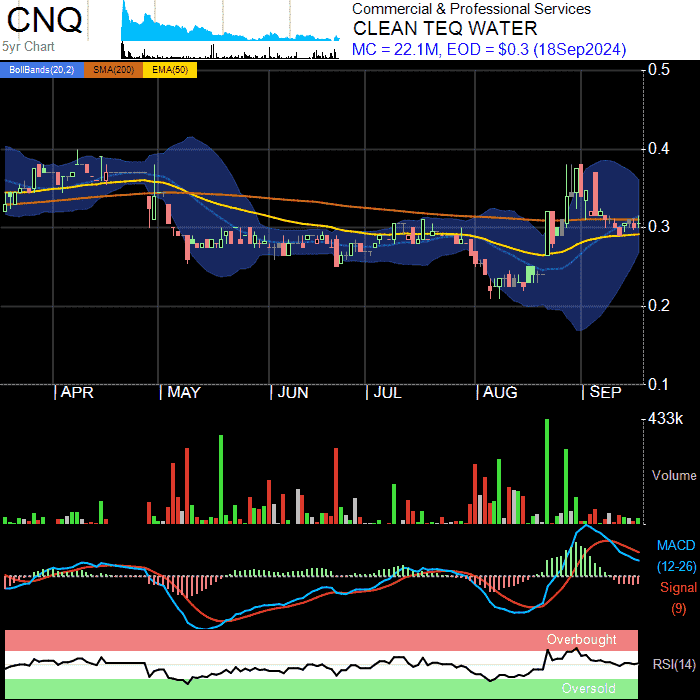 CNQ
5yr Chart
Commercial & Professional Services
CLEAN TEQ WATER
MC = 22.1M, EOD = $0.3 (18Sep2024)
BollBands(20,2) SMA(200) EMA(50)
0.5
0.4
0.3
0.2
0.1
APR MAY JUN JUL AUG SEP
433k
Volume
MACD
(12-26)
Signal
(9)
Overbought
RSI(14)
Oversold